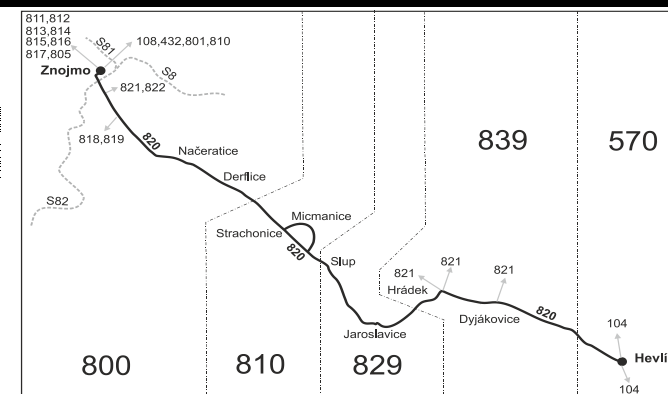 811,812
813,814
815,816
817,805
S81
108,432,801,810
Znojmo
S8
821,822
818,819
820
Načeratice
839
570
Derflice
S82
Micmanice
Strachonice
820
Slup
821
821
821
Hrádek
820
Dyjákovice
104
Jaroslavice
Hevlí
800
810
829
104